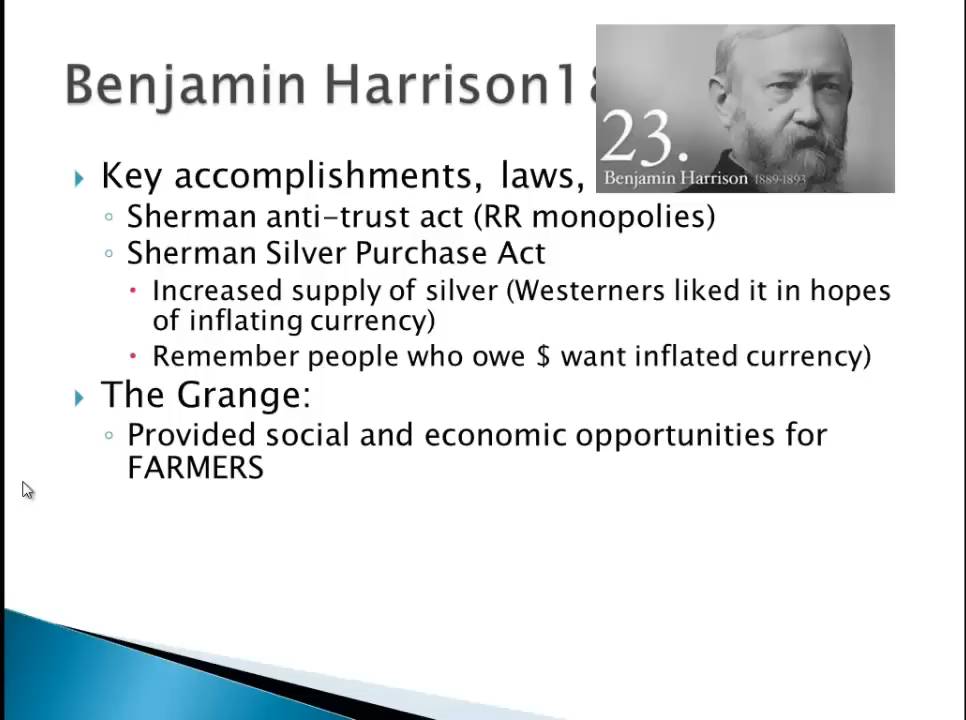 Benjamin Harrison18
23.
Benjamin Harrison 1889-1893
Key accomplishments, laws,
Sherman anti-trust act (RR monopolies)
Sherman Silver Purchase Act
Increased supply of silver (Westerners liked it in hopes
of inflating currency)
Remember people who owe $ want inflated currency)
The Grange:
Provided social and economic opportunities for
FARMERS